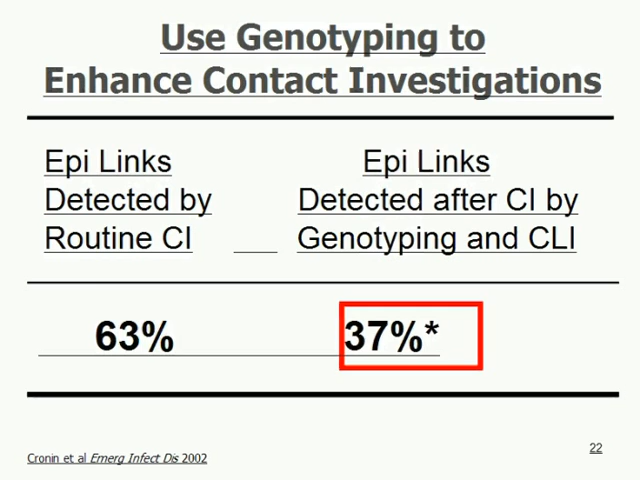 Use Genotyping to
Enhance Contact Investigations
Epi Links
Detected by
Routine CI
Epi Links
Detected after CI by
Genotyping and CLI
63%
37%*
Cronin et al Emerg Infect Dis 2002
22